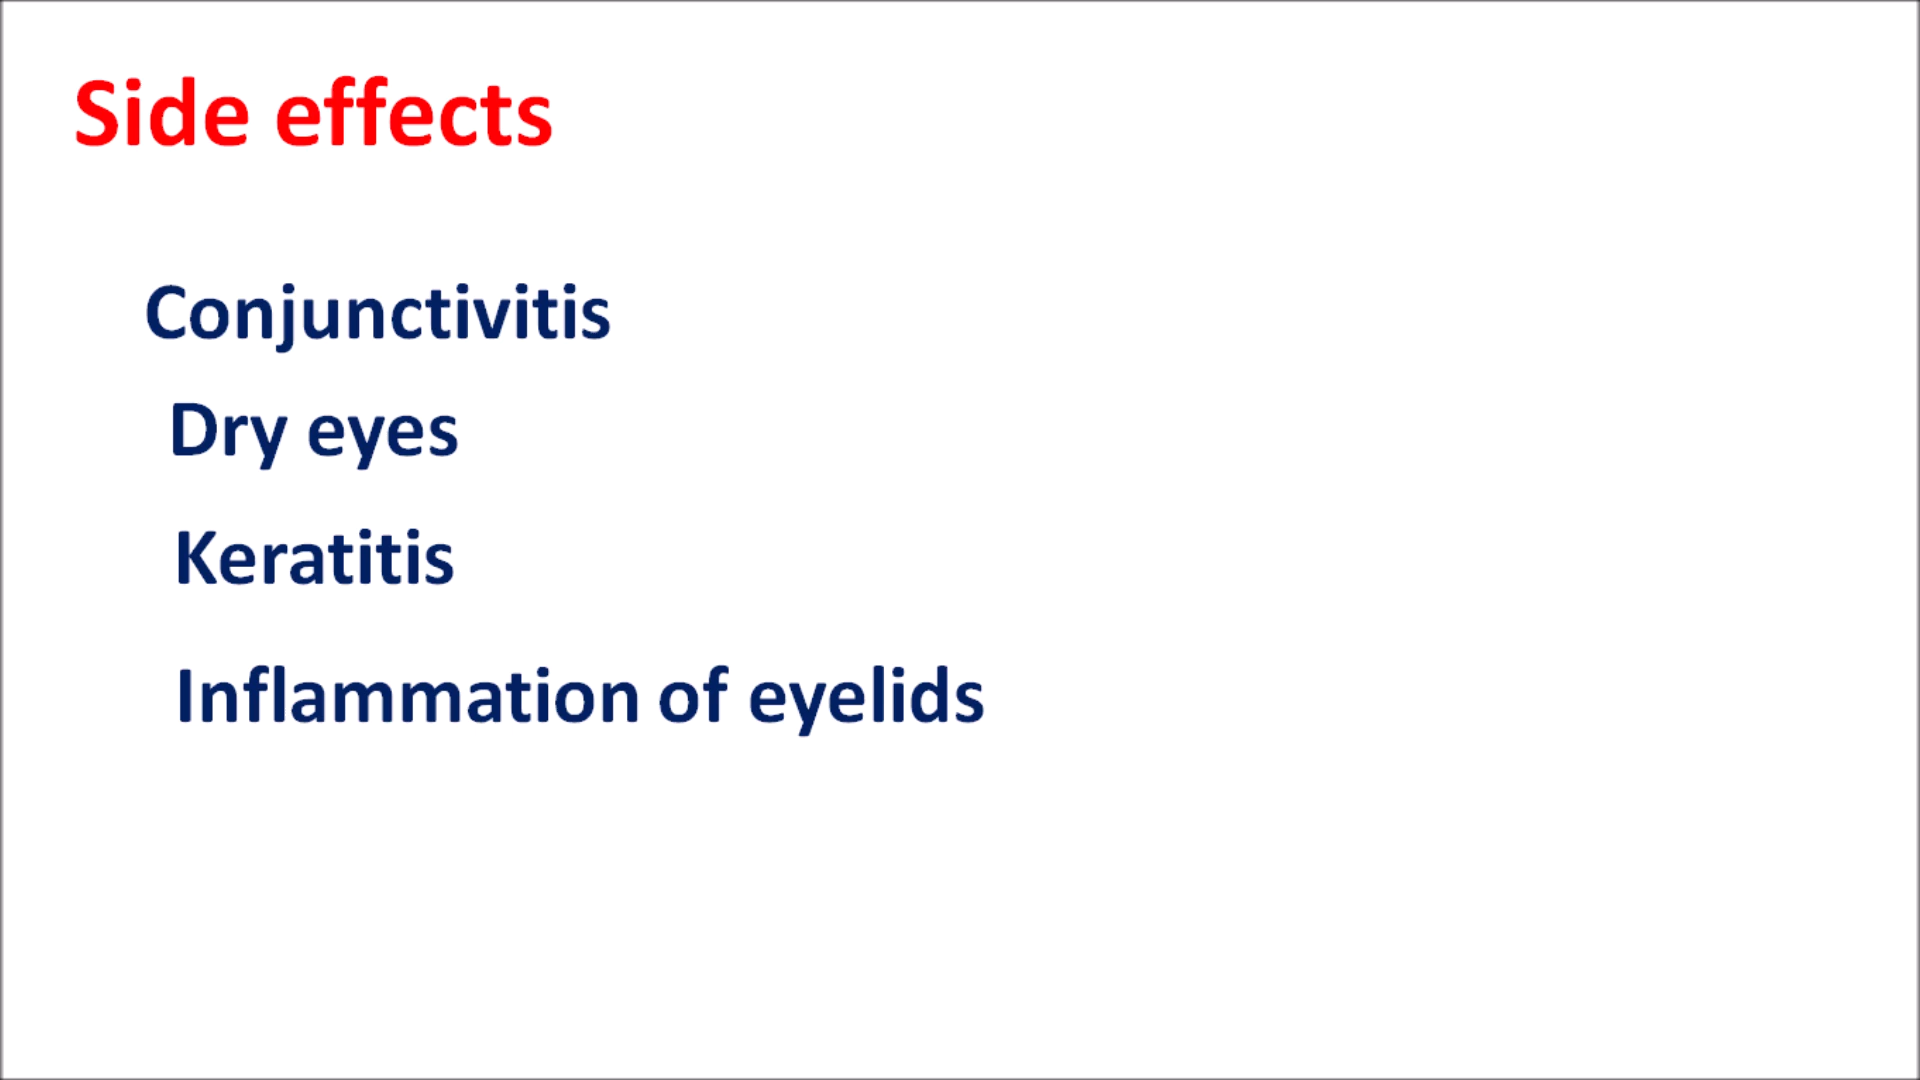 Side effects
Conjunctivitis
Dry eyes
Keratitis
Inflammation of eyelids